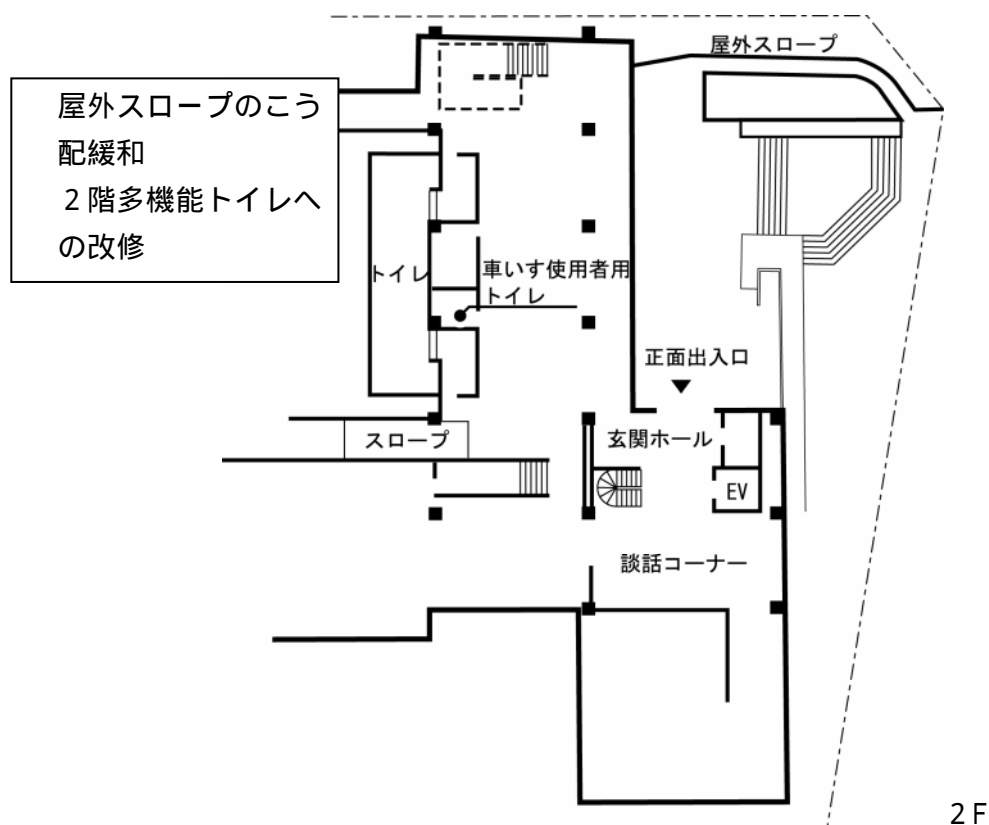 屋外スロープ
屋外スロープのこう
配緩和
２階多機能トイレへ
の改修
トイレ
車いす使用者用
トイレ
正面出入口
スロープ
玄関ホール
EV
談話コーナー
2F